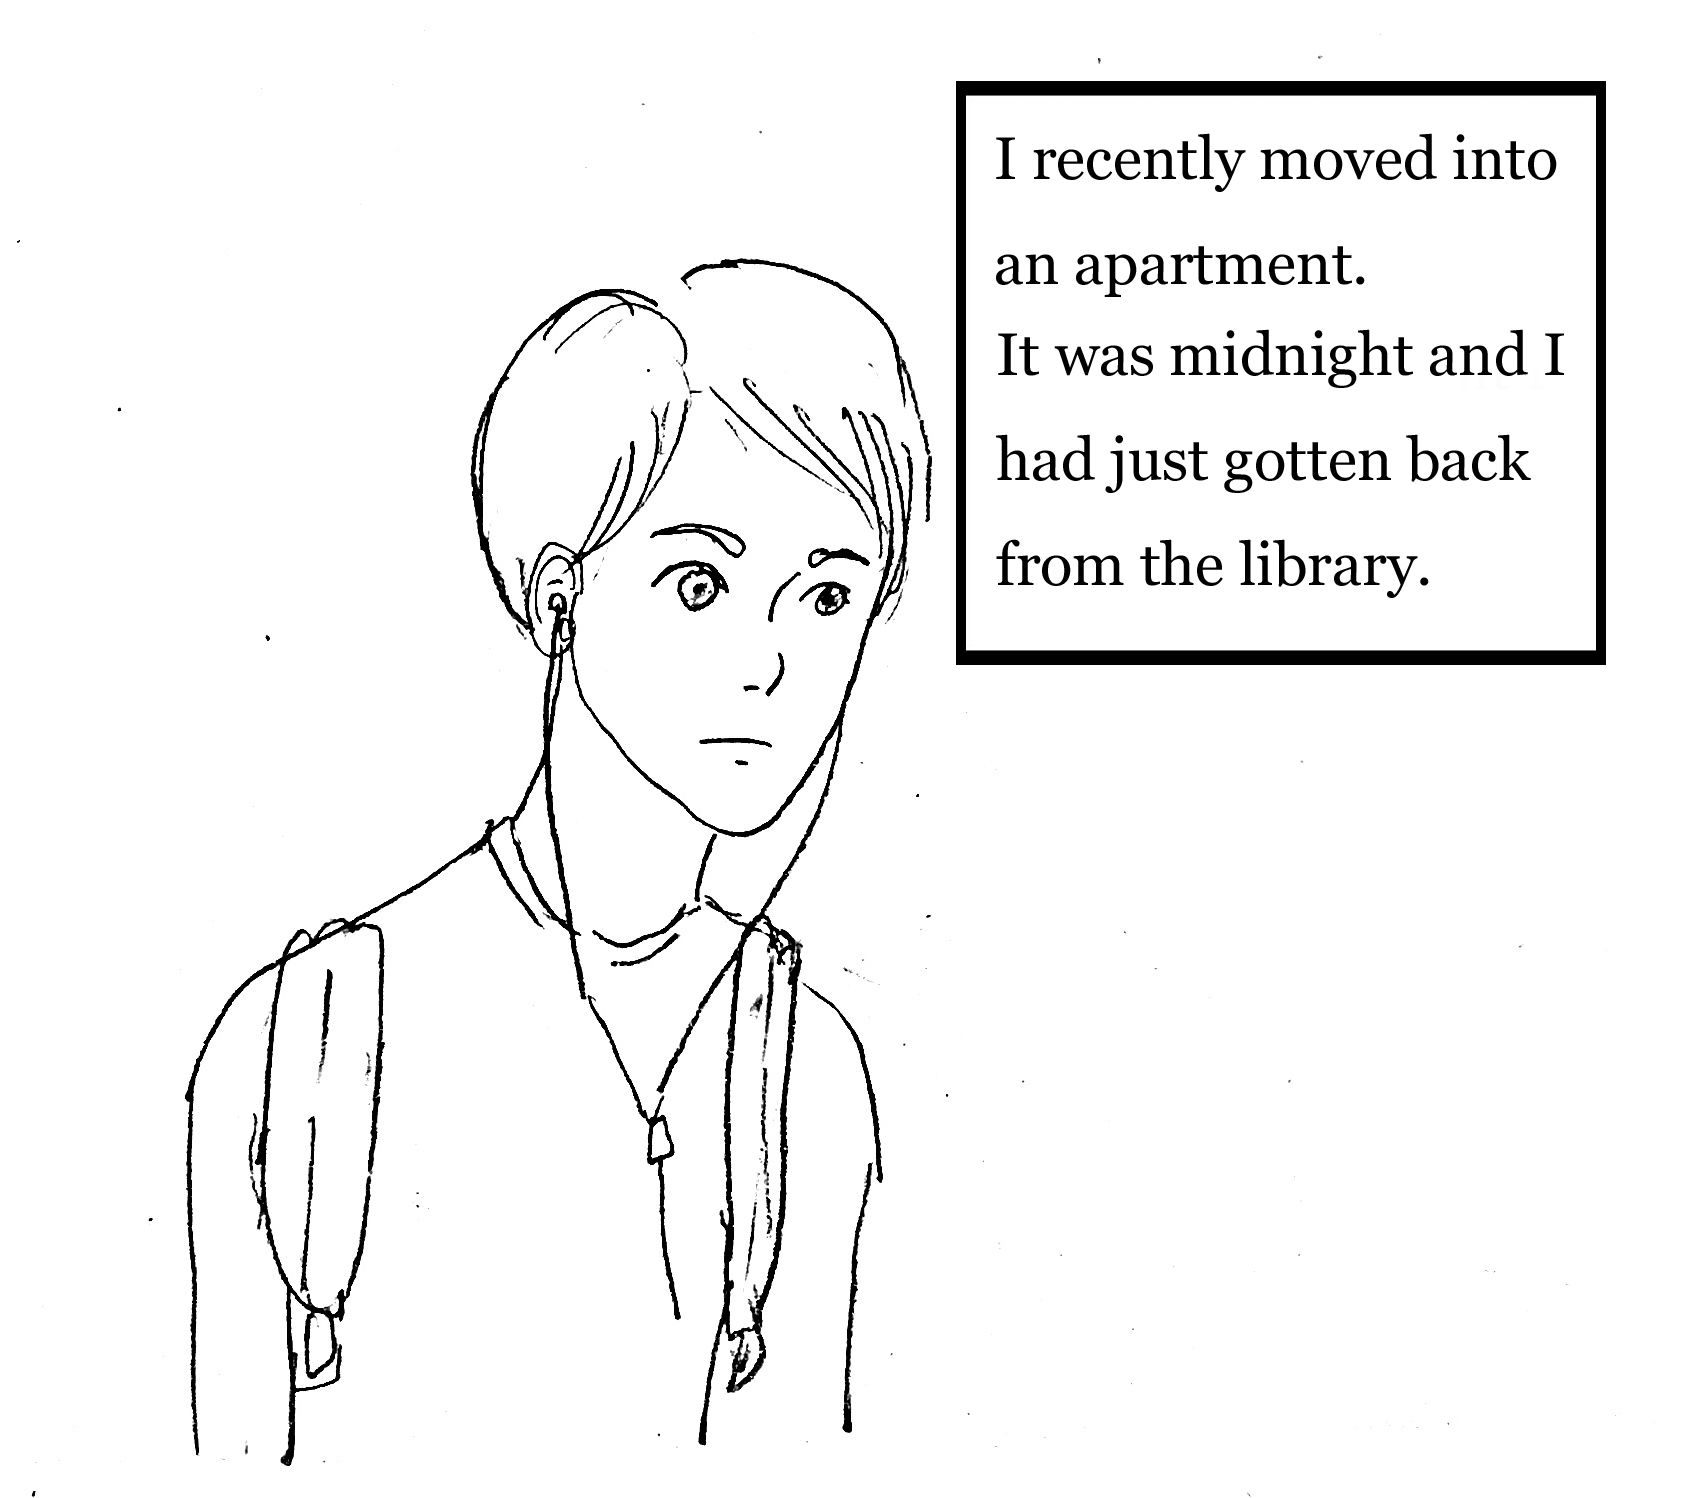 I recently moved into
an apartment.
It was midnight and I
had just gotten back
from the library.